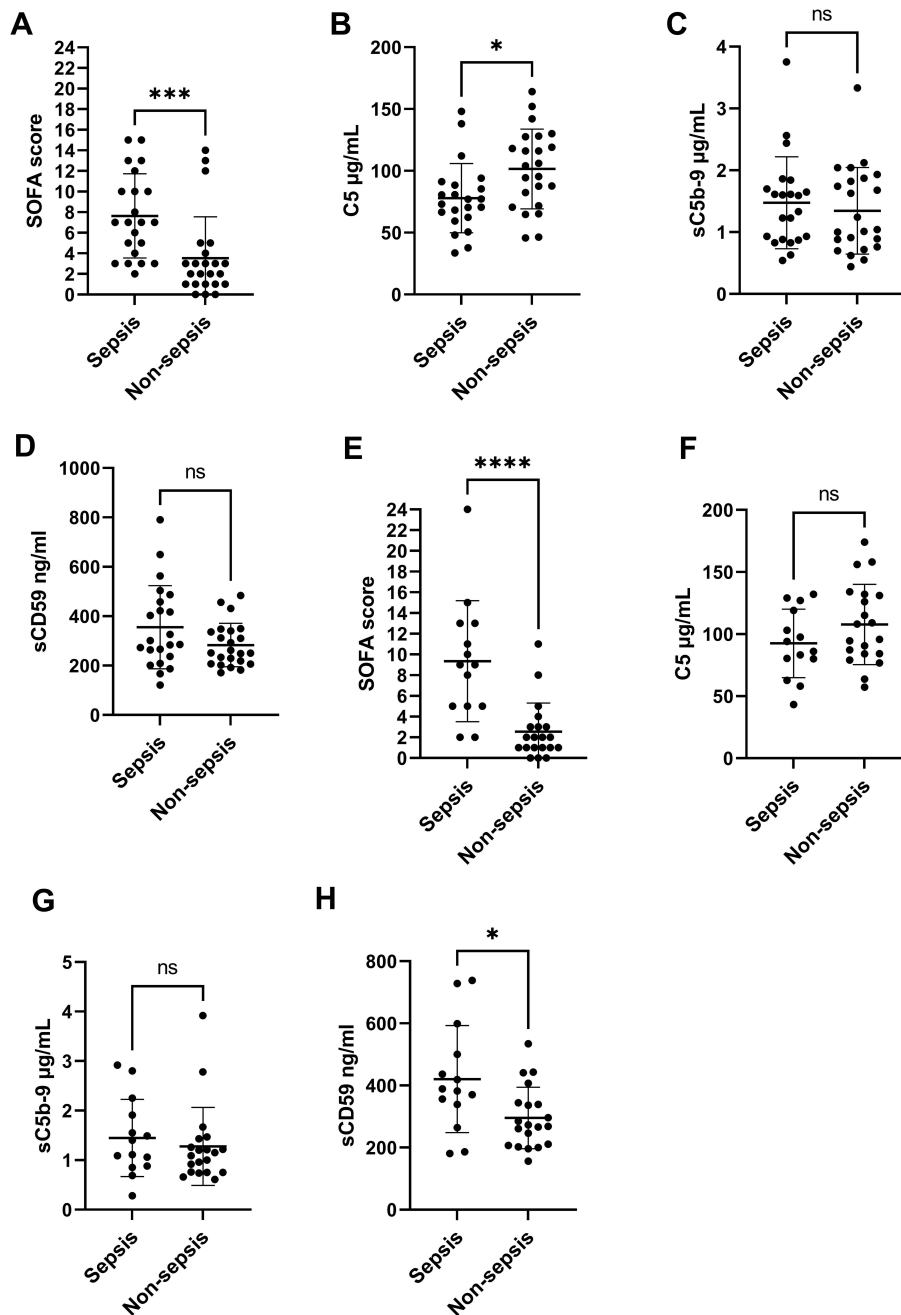 A
SOFA score
24
22
20
18
16
14
12
10
8
6
4
2
0
***
Sepsis
Non-sepsis
B
C5 µg/mL
200
150
100
50
0
*
Sepsis
Non-sepsis
C
sC5b-9 µg/mL
4
3
2
1
0
ns
Sepsis
Non-sepsis
D
sCD59 ng/ml
1000
800
600
400
200
0
ns
Sepsis
Non-sepsis
E
SOFA score
24
22
20
18
16
14
12
10
8
6
4
2
0
****
Sepsis
Non-sepsis
F
C5 µg/mL
200
150
100
50
0
ns
Sepsis
Non-sepsis
G
sC5b-9 µg/mL
5
4
3
2
1
0
ns
Sepsis
Non-sepsis
H
sCD59 ng/ml
800
600
400
200
0
*
Sepsis
Non-sepsis